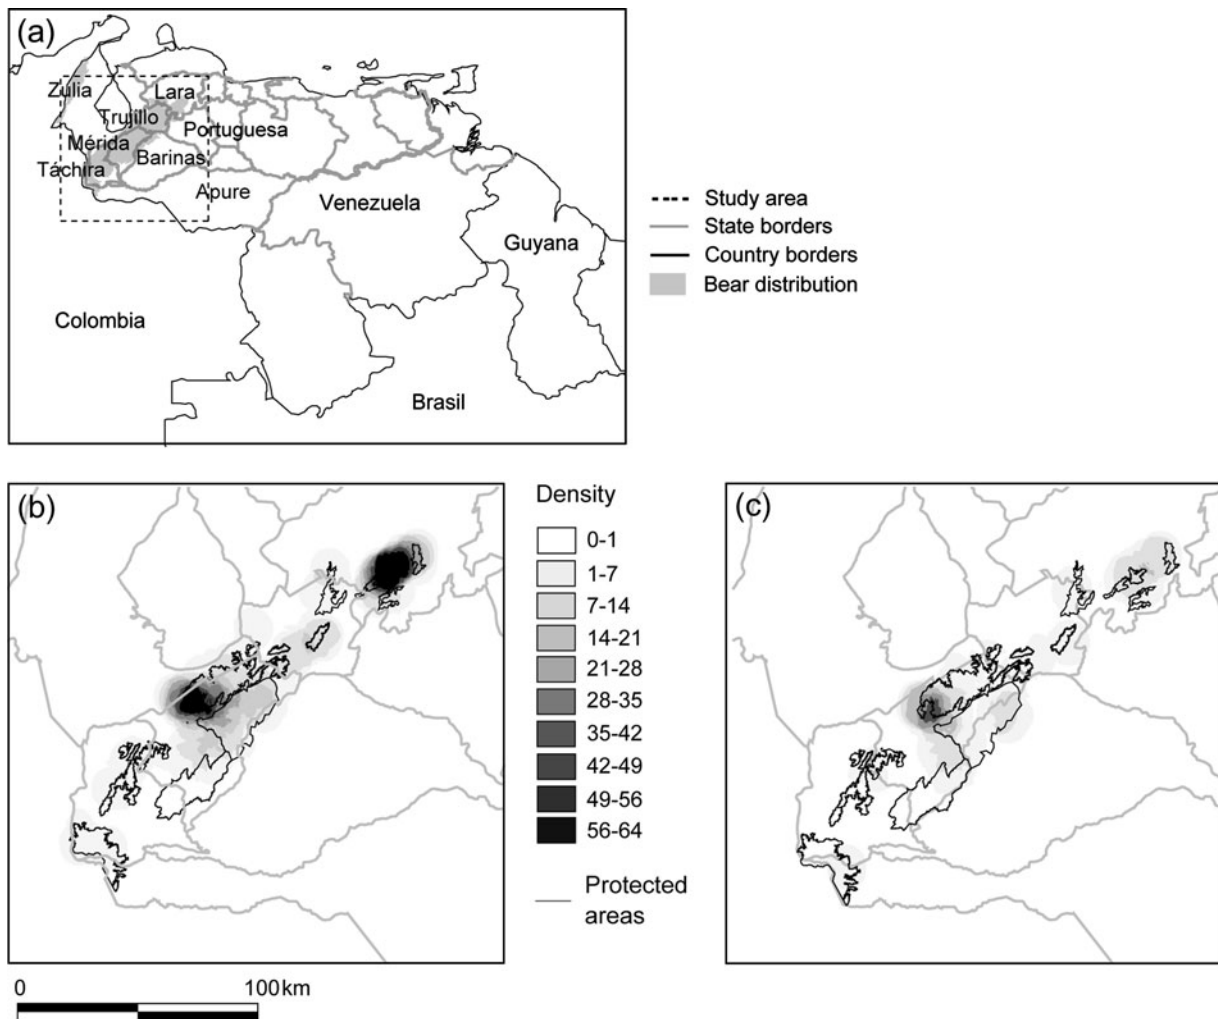 (a)
Zulia
Lara
Trujillo
Portuguesa
Mérida
Barinas
Táchira
Apure
Venezuela
Guyana
Colombia
Brasil
Study area
State borders
Country borders
Bear distribution
(b)
Density
0-1
1-7
7-14
14-21
21-28
28-35
35-42
42-49
49-56
56-64
Protected
areas
(c)
0 100km